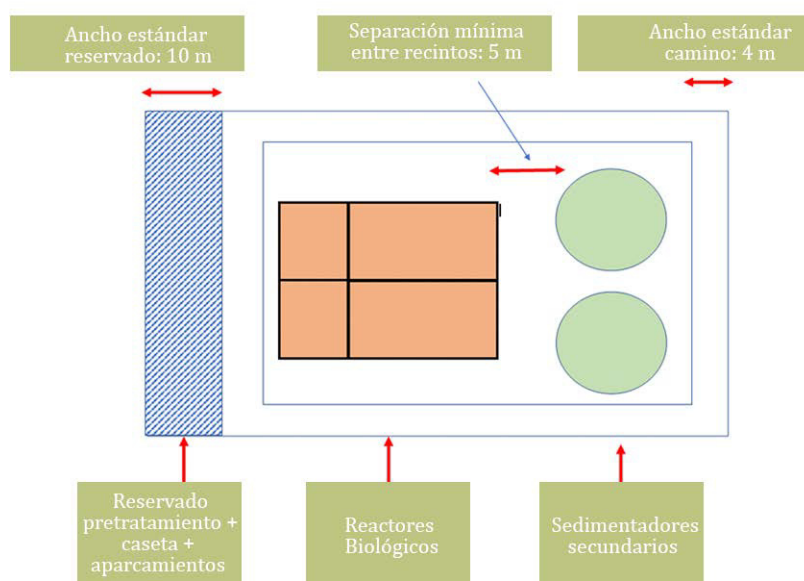 Ancho estándar
reservado: 10 m
Separación mínima
entre recintos: 5 m
Ancho estándar
camino: 4 m
Reservado
pretratamiento +
caseta +
aparcamientos
Reactores
Biológicos
Sedimentadores
secundarios